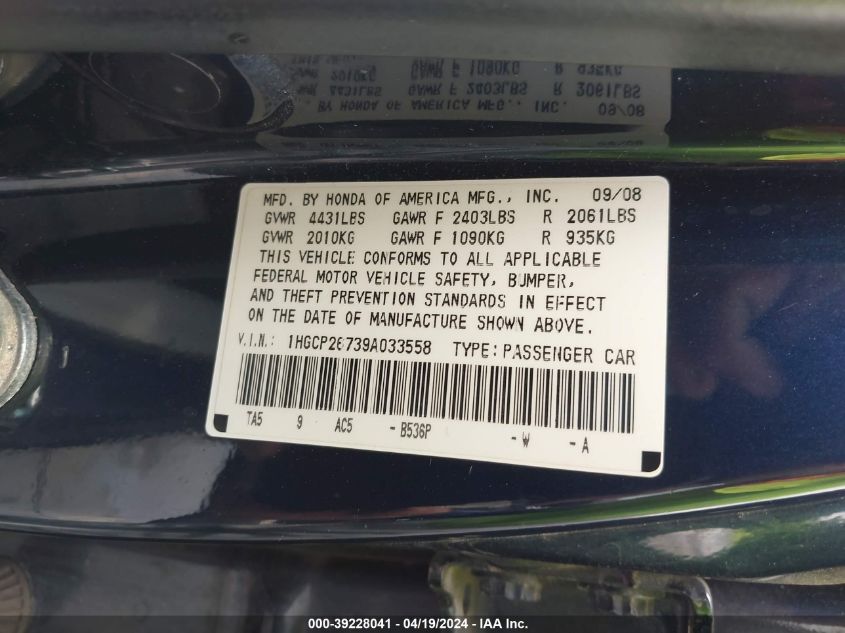 MFD. BY HONDA OF AMERICA MFG., INC. 09/08
GVWR 4431LBS GAWR F 2403LBS R 2061LBS
GVWR 2010KG GAWR F 1090KG R 935KG
THIS VEHICLE CONFORMS TO ALL APPLICABLE
FEDERAL MOTOR VEHICLE SAFETY, BUMPER,
AND THEFT PREVENTION STANDARDS IN EFFECT
ON THE DATE OF MANUFACTURE SHOWN ABOVE.
V.I.N.: 1HGCP26739A033558 TYPE: PASSENGER CAR
TA5 9 AC5 - B536P - W - A
000-39228041 / 04/19/2024 - IAA Inc.